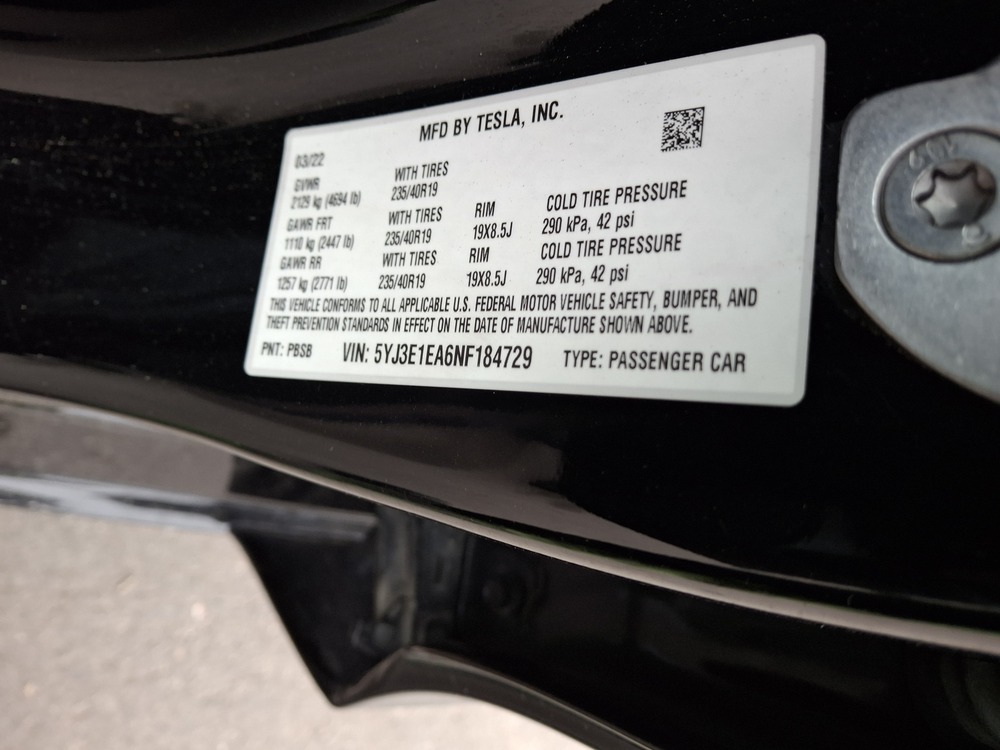 MFD BY TESLA, INC.
03/22
GVWR
2129 kg (4694 lb)
WITH TIRES
235/40R19
GAWR FRT
1110 kg (2447 lb)
WITH TIRES
235/40R19
RIM
19X8.5J
COLD TIRE PRESSURE
290 kPa, 42 psi
GAWR RR
1257 kg (2771 lb)
WITH TIRES
235/40R19
RIM
19X8.5J
COLD TIRE PRESSURE
290 kPa, 42 psi
THIS VEHICLE CONFORMS TO ALL APPLICABLE U.S. FEDERAL MOTOR VEHICLE SAFETY, BUMPER, AND
THEFT PREVENTION STANDARDS IN EFFECT ON THE DATE OF MANUFACTURE SHOWN ABOVE.
PNT: PBSB VIN: 5YJ3E1EA6NF184729 TYPE: PASSENGER CAR